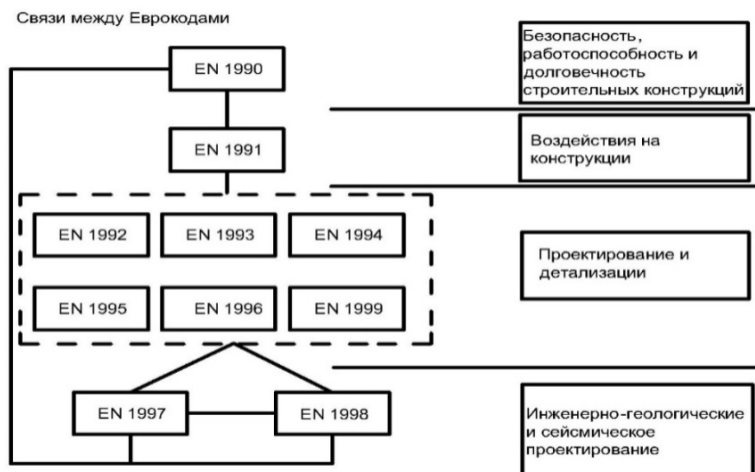 Связи между Еврокодами
EN 1990
Безопасность,
работоспособность и
долговечность
строительных конструкций
EN 1991
Воздействия на
конструкции
EN 1992
EN 1993
EN 1994
Проектирование и
детализации
EN 1995
EN 1996
EN 1999
EN 1997
EN 1998
Инженерно-геологические
и сейсмическое
проектирование